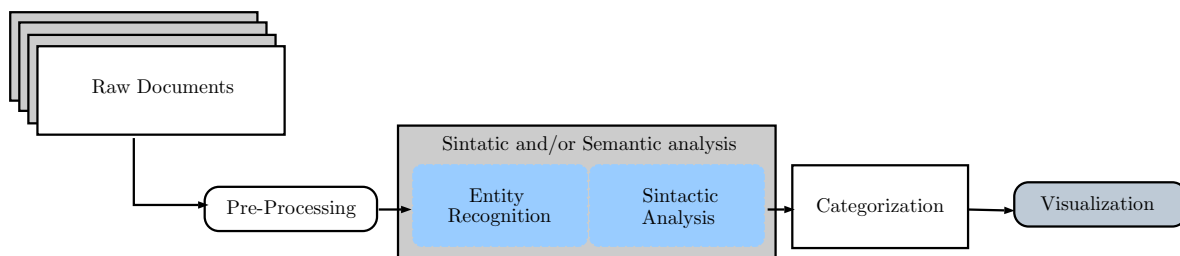 Raw Documents
Sintatic and/or Semantic analysis
Pre-Processing
Entity
Recognition
Sintactic
Analysis
Categorization
Visualization